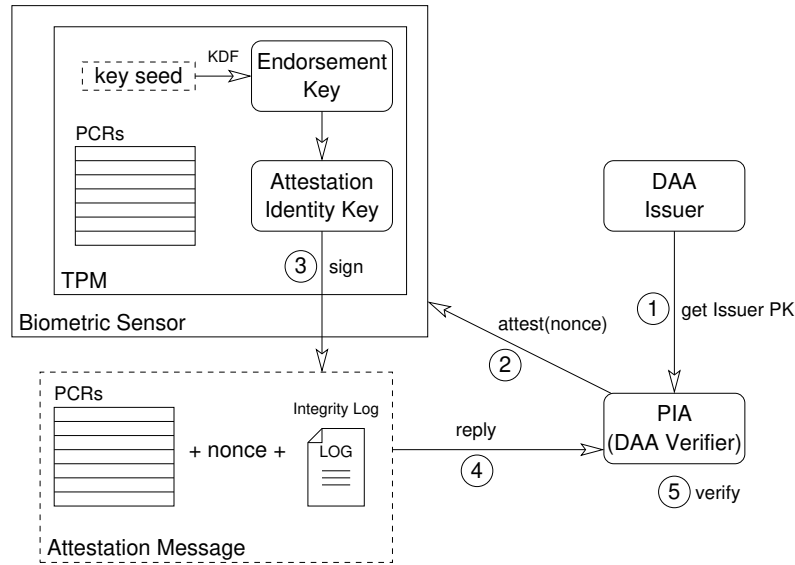 key seed
KDF
Endorsement
Key
PCRs
Attestation
Identity Key
3 sign
TPM
Biometric Sensor
DAA
Issuer
1 get Issuer PK
attest(nonce)
2
PIA
(DAA Verifier)
5 verify
PCRs
Integrity Log
LOG
+ nonce +
reply
4
Attestation Message